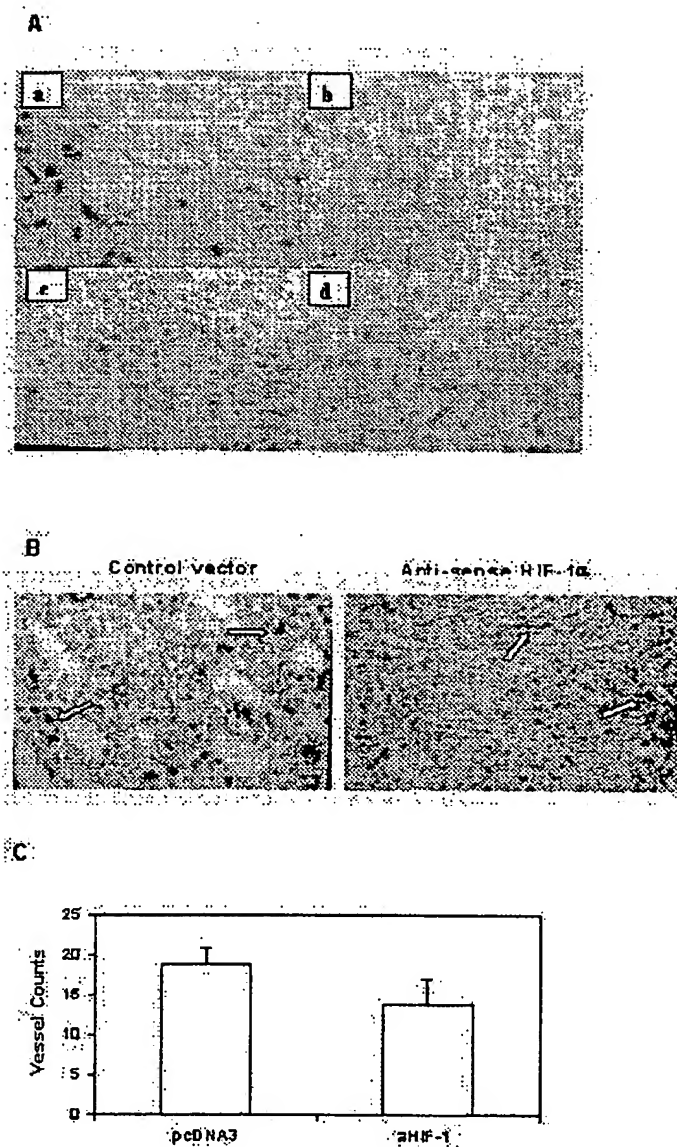 A
a b
c d
B
Control vector Anti-sense HIF-1α
C
25
20
15
10
5
0
Vessel Counts
pcDNA3 aHIF-1